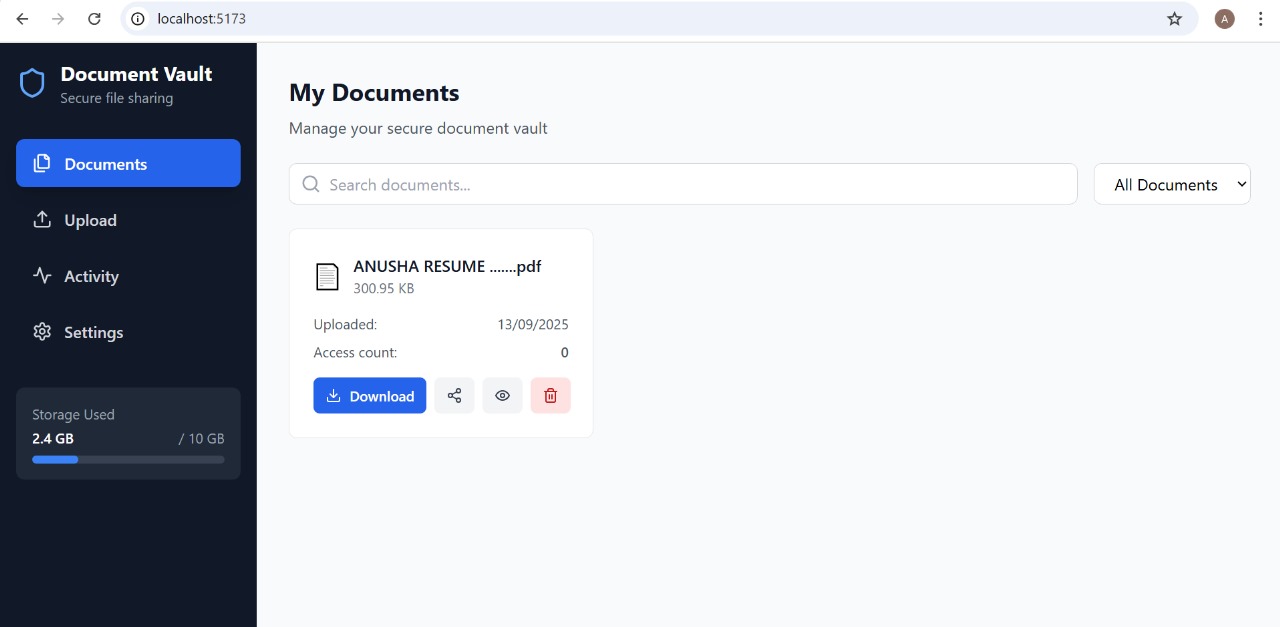 localhost:5173
A
Document Vault
Secure file sharing
Documents
Upload
Activity
Settings
Storage Used
2.4 GB / 10 GB
My Documents
Manage your secure document vault
Search documents...
All Documents
ANUSHA RESUME .......pdf
300.95 KB
Uploaded: 13/09/2025
Access count: 0
Download